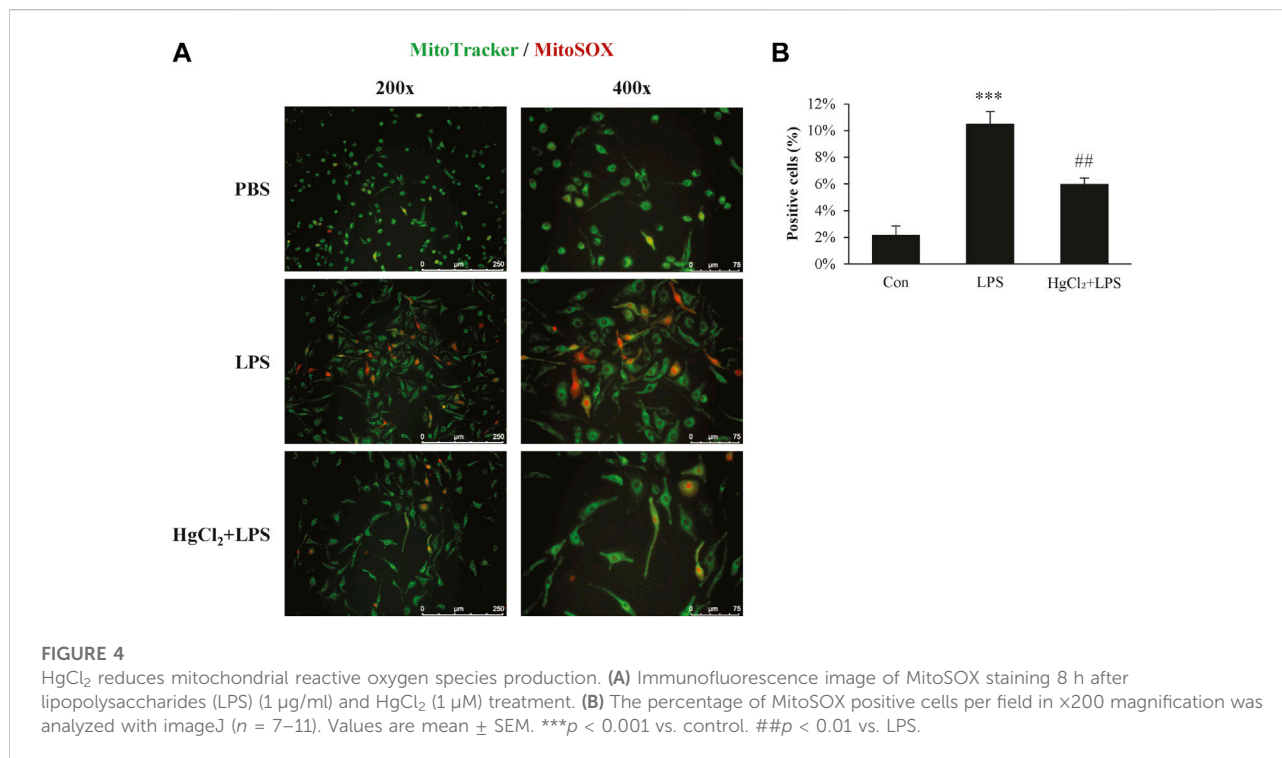 A
MitoTracker / MitoSOX
200x
400x
PBS
0 µm 250
0 µm 75
LPS
0 µm 250
0 µm 75
HgCl₂+LPS
0 µm 250
0 µm 75
B
Positive cells (%)
12%
10%
8%
6%
4%
2%
0%
***
##
Con
LPS
HgCl₂+LPS
FIGURE 4
HgCl₂ reduces mitochondrial reactive oxygen species production. (A) Immunofluorescence image of MitoSOX staining 8 h after
lipopolysaccharides (LPS) (1 μg/ml) and HgCl₂ (1 μM) treatment. (B) The percentage of MitoSOX positive cells per field in ×200 magnification was
analyzed with imageJ (n = 7–11). Values are mean ± SEM. ***p < 0.001 vs. control. ##p < 0.01 vs. LPS.